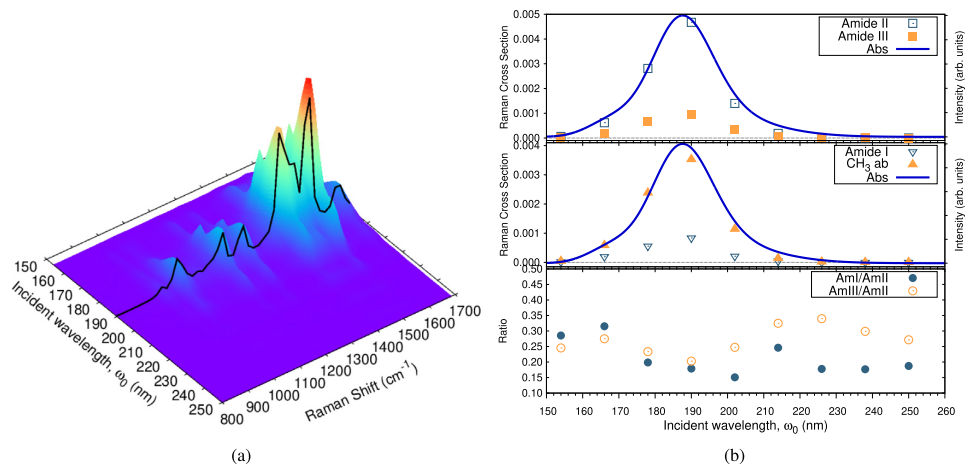 150
160
170
180
190
200
210
220
230
240
250
Incident wavelength, ω0 (nm)
800
900
1000
1100
1200
1300
1400
1500
1600
1700
Raman Shift (cm-1)
(a)
0.005
0.003
0.002
0.001
0.000
Raman Cross Section
Amide II
Amide III
Abs
Intensity (arb. units)
0.004
0.003
0.002
0.001
0.000
Raman Cross Section
Amide I
CH3 ab
Abs
Intensity (arb. units)
0.50
0.45
0.40
0.35
0.30
0.25
0.20
0.15
0.10
Ratio
AmI/AmII
AmIII/AmII
150 160 170 180 190 200 210 220 230 240 250 260
Incident wavelength, ω0 (nm)
(b)